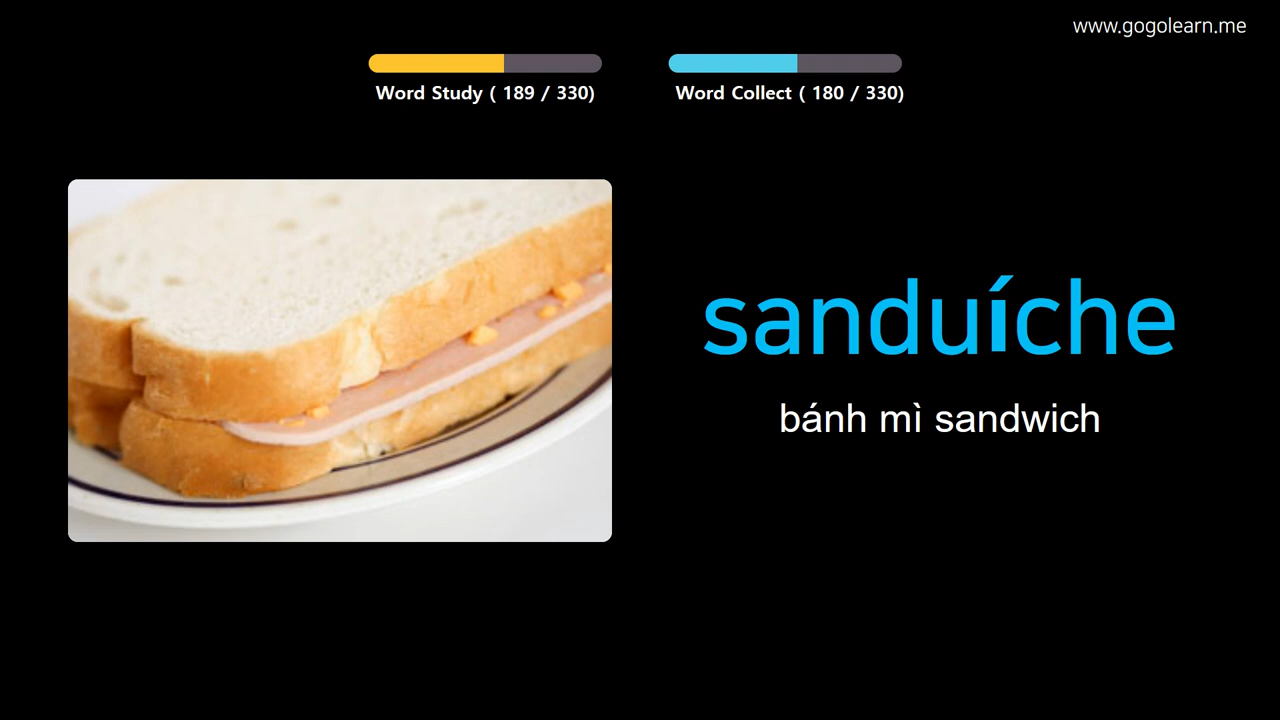 www.gogolearn.me
Word Study ( 189 / 330)
Word Collect ( 180 / 330)
sanduíche
bánh mì sandwich